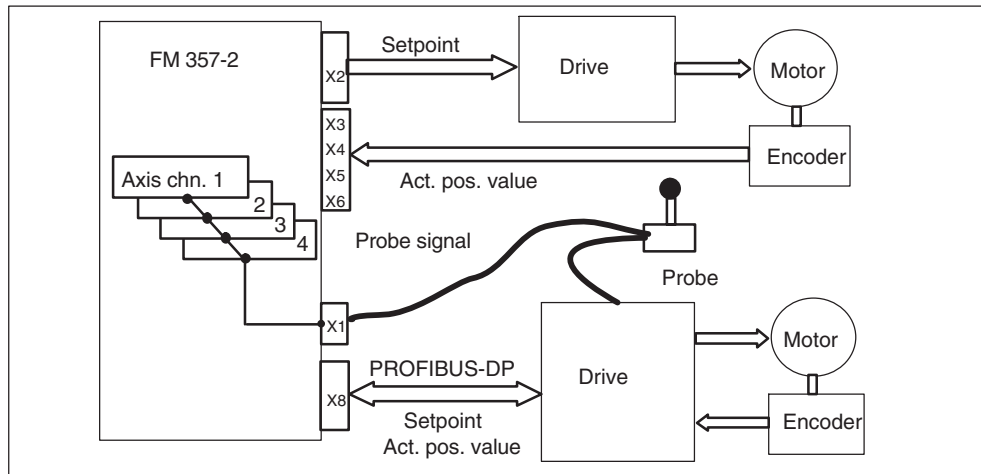 FM 357-2
X2
Setpoint
Drive
Motor
X3
X4
X5
X6
Encoder
Act. pos. value
Axis chn. 1
2
3
4
Probe signal
Probe
X1
X8
PROFIBUS-DP
Setpoint
Act. pos. value
Drive
Motor
Encoder